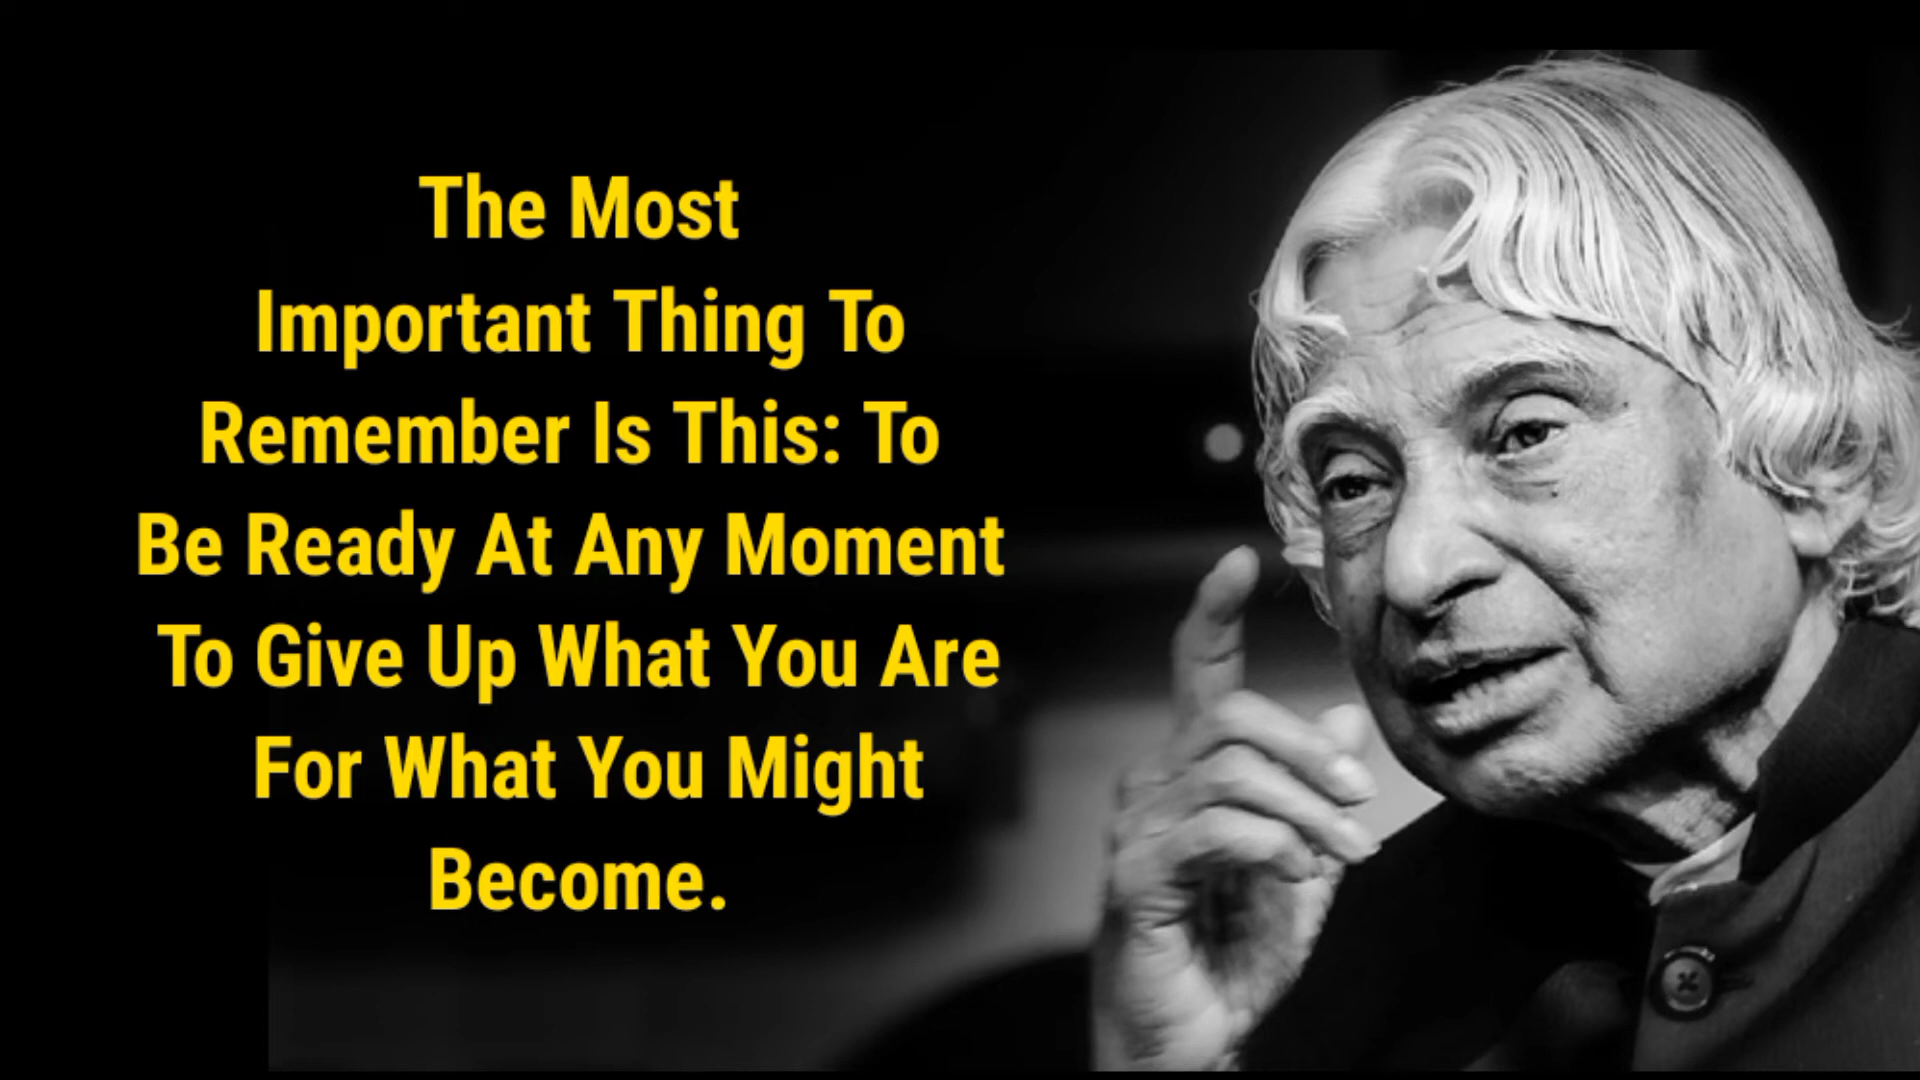 The Most
Important Thing To
Remember Is This: To
Be Ready At Any Moment
To Give Up What You Are
For What You Might
Become.